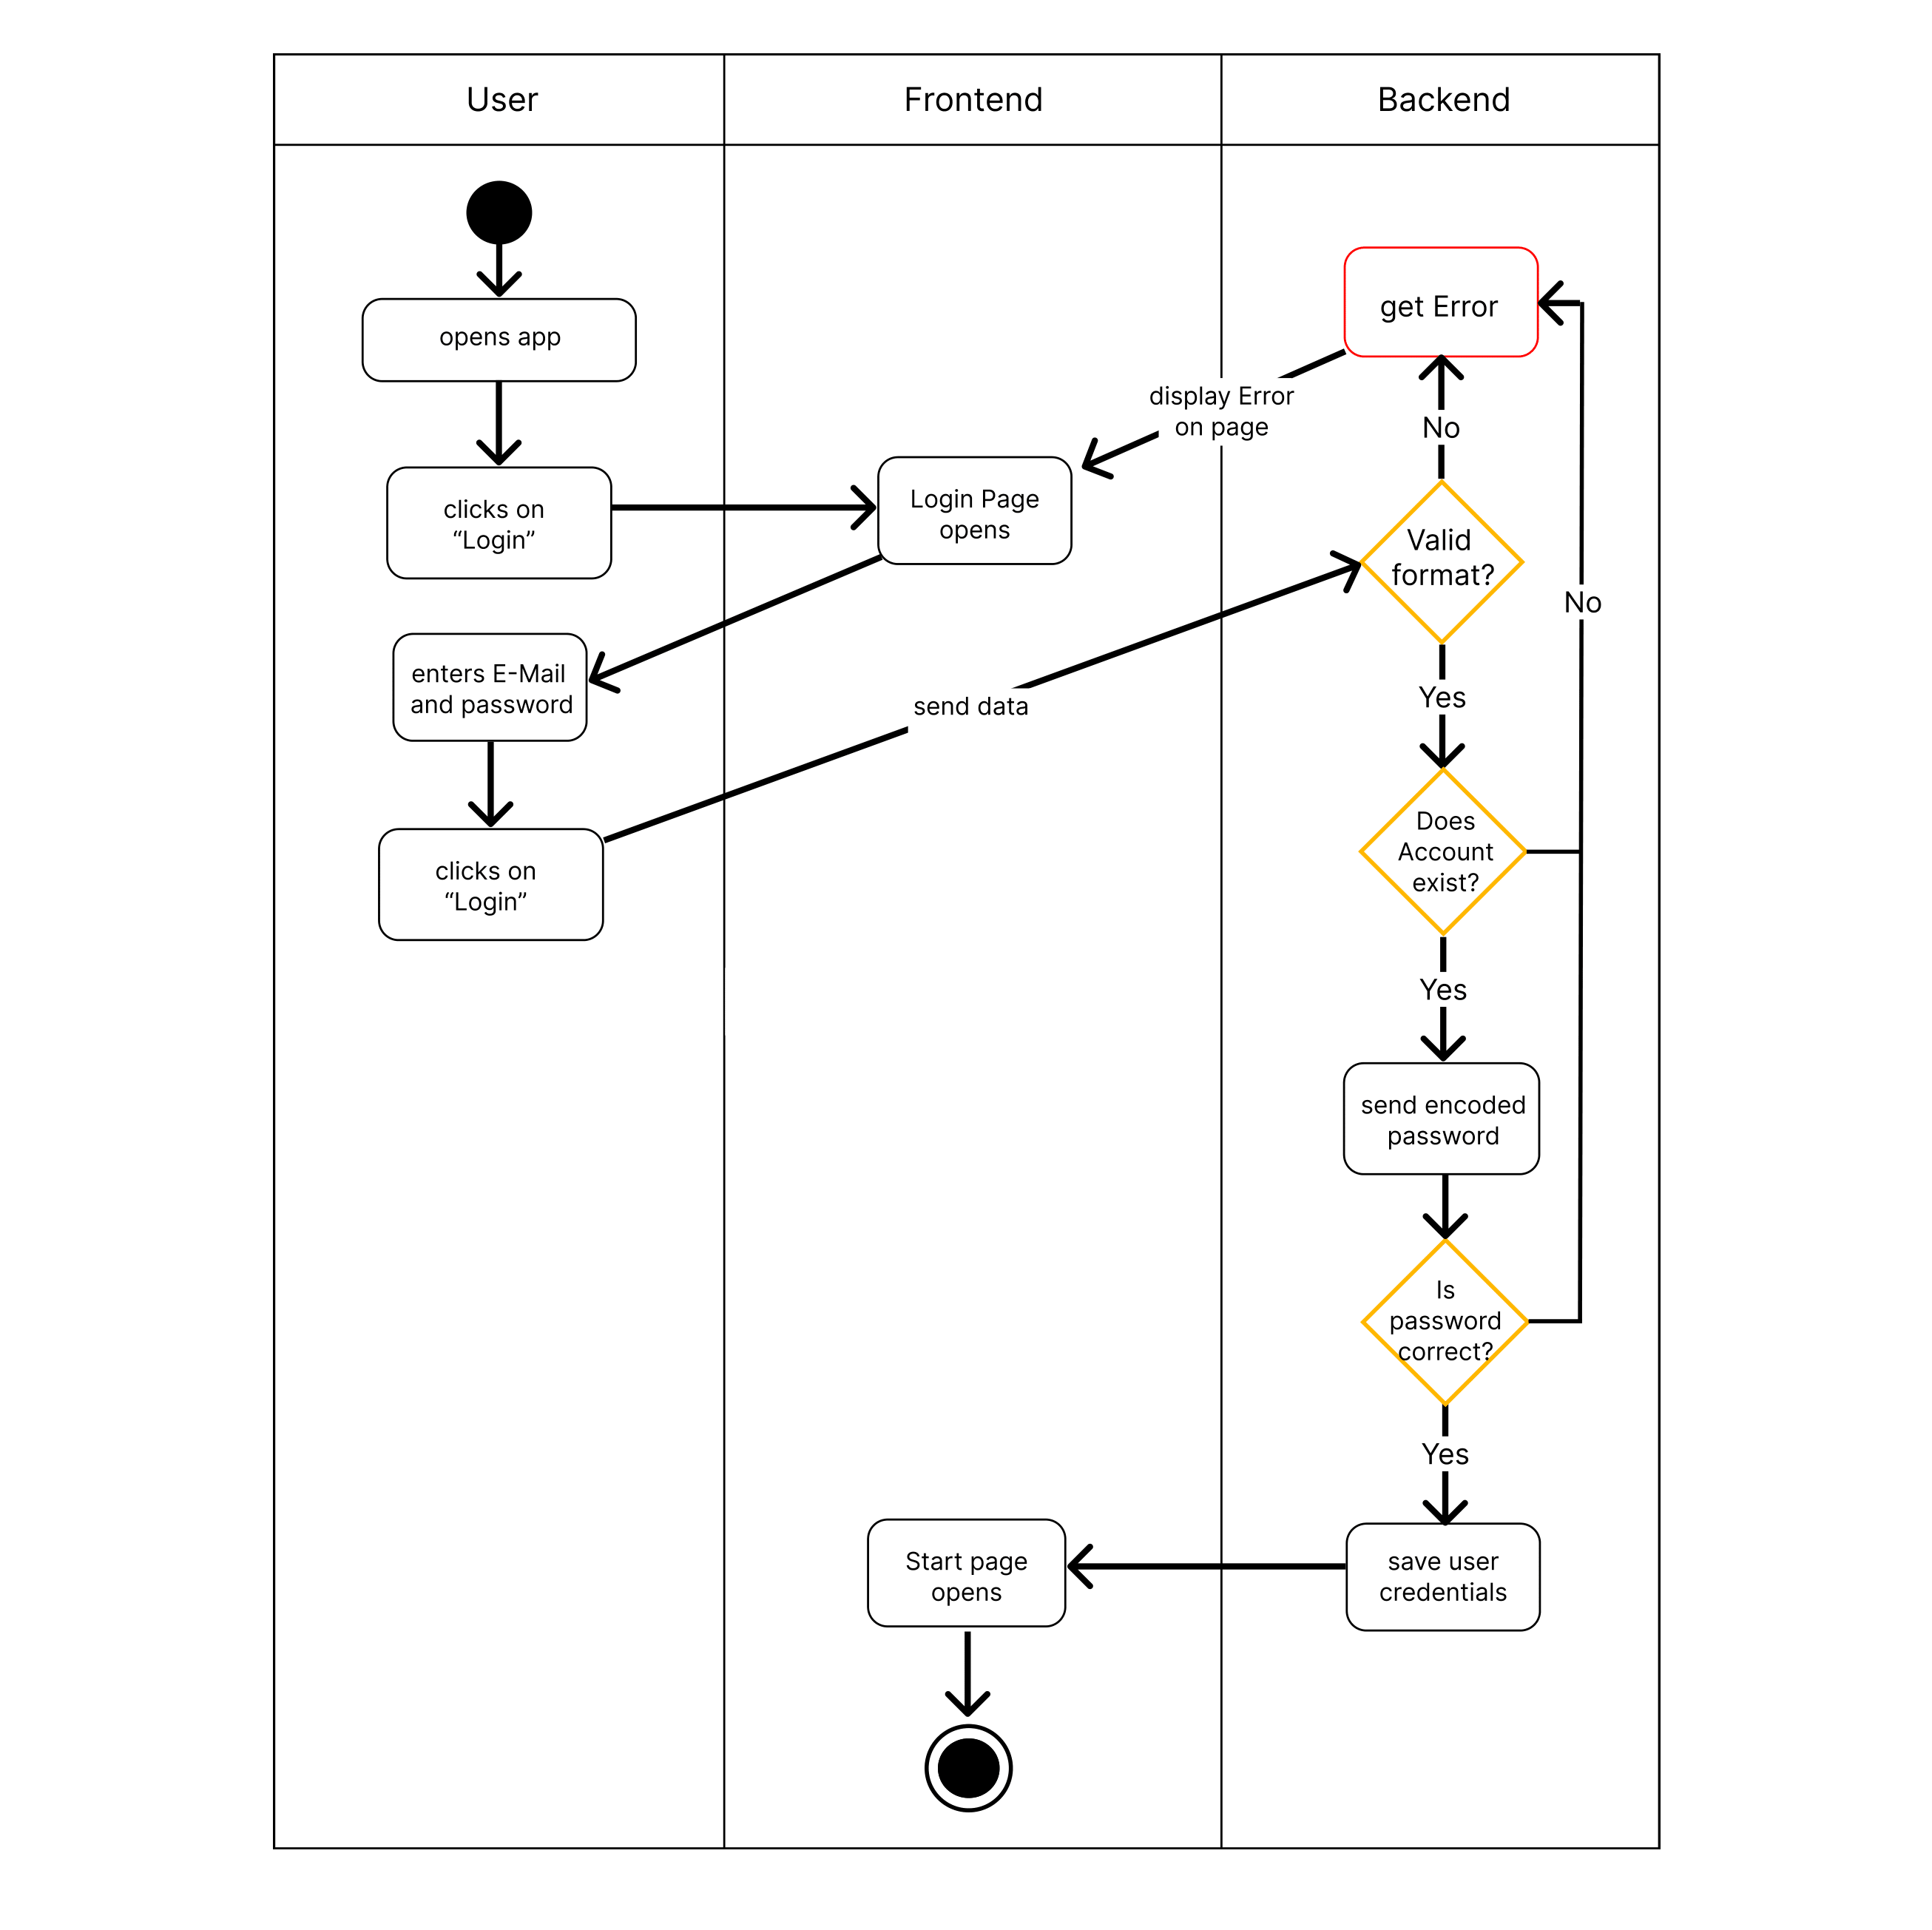 User
Frontend
Backend
opens app
get Error
display Error
on page
No
clicks on
“Login”
Login Page
opens
Valid
format?
No
enters E-Mail
and password
send data
Yes
clicks on
“Login”
Does
Account
exist?
Yes
send encoded
password
Is
password
correct?
Yes
Start page
opens
save user
credentials